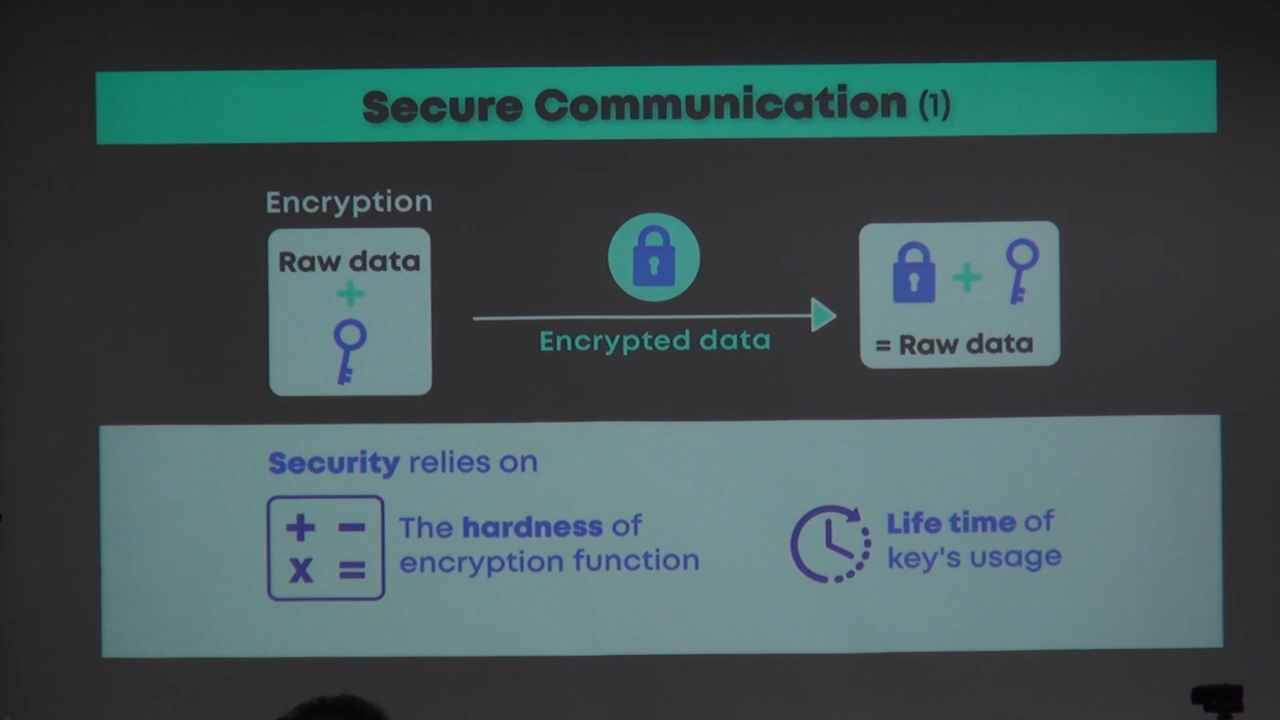 Secure Communication (1)
Encryption
Raw data
+
Encrypted data
+
= Raw data
Security relies on
+ −
x =
The hardness of
encryption function
Life time of
key's usage